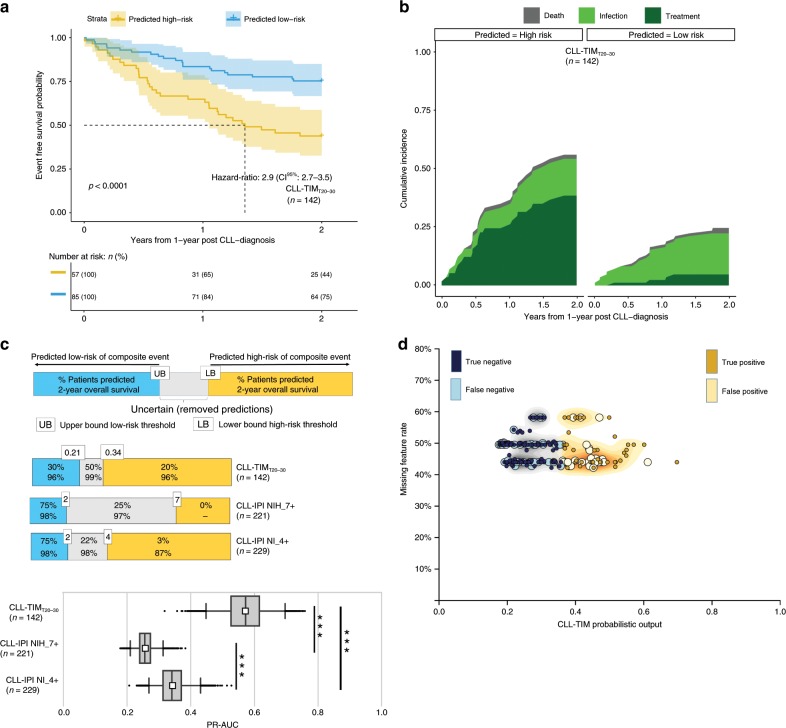 a
Strata
Predicted high-risk
Predicted low-risk
Event free survival probability
1.00
0.75
0.50
0.25
0.00
p < 0.0001
Hazard-ratio: 2.9 (CI95%: 2.7–3.5)
CLL-TIMT20–30
(n = 142)
0
1
2
Years from 1-year post CLL-diagnosis
Number at risk: n (%)
57 (100)
31 (65)
25 (44)
85 (100)
71 (84)
64 (75)
0
1
2
b
Death
Infection
Treatment
Predicted = High risk
Predicted = Low risk
CLL-TIMT20–30
(n = 142)
Cumulative incidence
1.00
0.75
0.50
0.25
0.00
0.0
0.5
1.0
1.5
2.0
0.0
0.5
1.0
1.5
2.0
Years from 1-year post CLL-diagnosis
c
Predicted low-risk of composite event
Predicted high-risk of composite event
UB
LB
% Patients predicted
2-year overall survival
% Patients predicted
2-year overall survival
Uncertain (removed predictions)
UB Upper bound low-risk threshold
LB Lower bound high-risk threshold
0.21
0.34
30%
50%
20%
96%
99%
96%
CLL-TIMT20–30
(n = 142)
2
7
75%
25%
0%
98%
97%
–
CLL-IPI NIH_7+
(n = 221)
2
4
75%
22%
3%
98%
98%
87%
CLL-IPI NI_4+
(n = 229)
CLL-TIMT20–30
(n = 142)
CLL-IPI NIH_7+
(n = 221)
CLL-IPI NI_4+
(n = 229)
***
***
***
0.0
0.2
0.4
0.6
0.8
1.0
PR-AUC
d
True negative
False negative
True positive
False positive
Missing feature rate
80%
70%
60%
50%
40%
30%
20%
10%
0.0
0.2
0.4
0.6
0.8
1.0
CLL-TIM probabilistic output